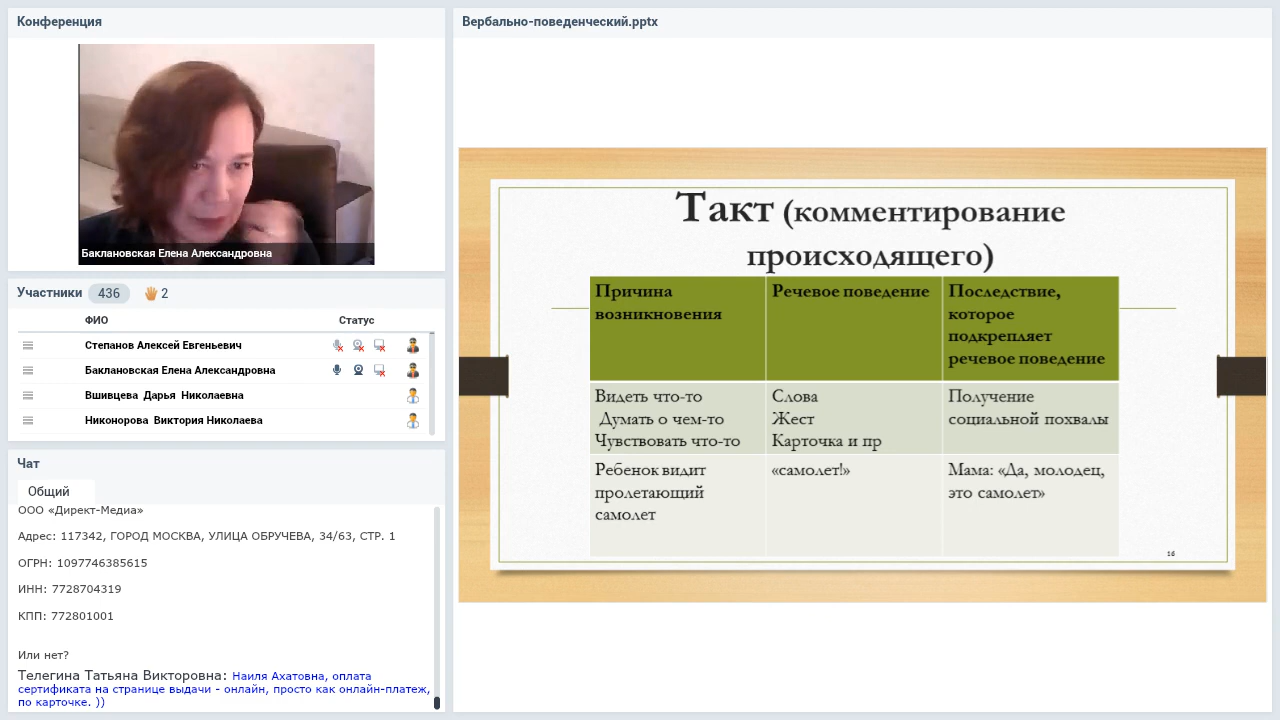 Конференция
Баклановская Елена Александровна
Участники 436 2
ФИО Статус
Степанов Алексей Евгеньевич
Баклановская Елена Александровна
Вшивцева Дарья Николаевна
Никонорова Виктория Николаева
Чат
Общий
ООО «Директ-Медиа»
Адрес: 117342, ГОРОД МОСКВА, УЛИЦА ОБРУЧЕВА, 34/63, СТР. 1
ОГРН: 1097746385615
ИНН: 7728704319
КПП: 772801001
Или нет?
Телегина Татьяна Викторовна: Наиля Ахатовна, оплата
сертификата на странице выдачи - онлайн, просто как онлайн-платеж,
по карточке. ))
Вербально-поведенческий.pptx
Такт (комментирование
происходящего)
Причина
возникновения
Речевое поведение
Последствие,
которое
подкрепляет
речевое поведение
Видеть что-то
Думать о чем-то
Чувствовать что-то
Слова
Жест
Карточка и пр
Получение
социальной похвалы
Ребенок видит
пролетающий
самолет
«самолет!»
Мама: «Да, молодец,
это самолет»
16